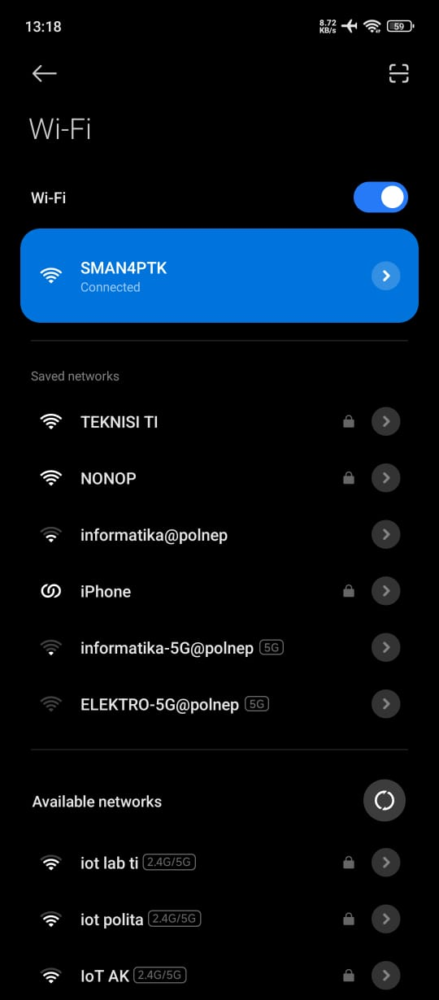 13:18
8.72
KB/s
59
Wi-Fi
Wi-Fi
SMAN4PTK
Connected
Saved networks
TEKNISI TI
NONOP
informatika@polnep
iPhone
informatika-5G@polnep 5G
ELEKTRO-5G@polnep 5G
Available networks
iot lab ti 2.4G/5G
iot polita 2.4G/5G
IoT AK 2.4G/5G